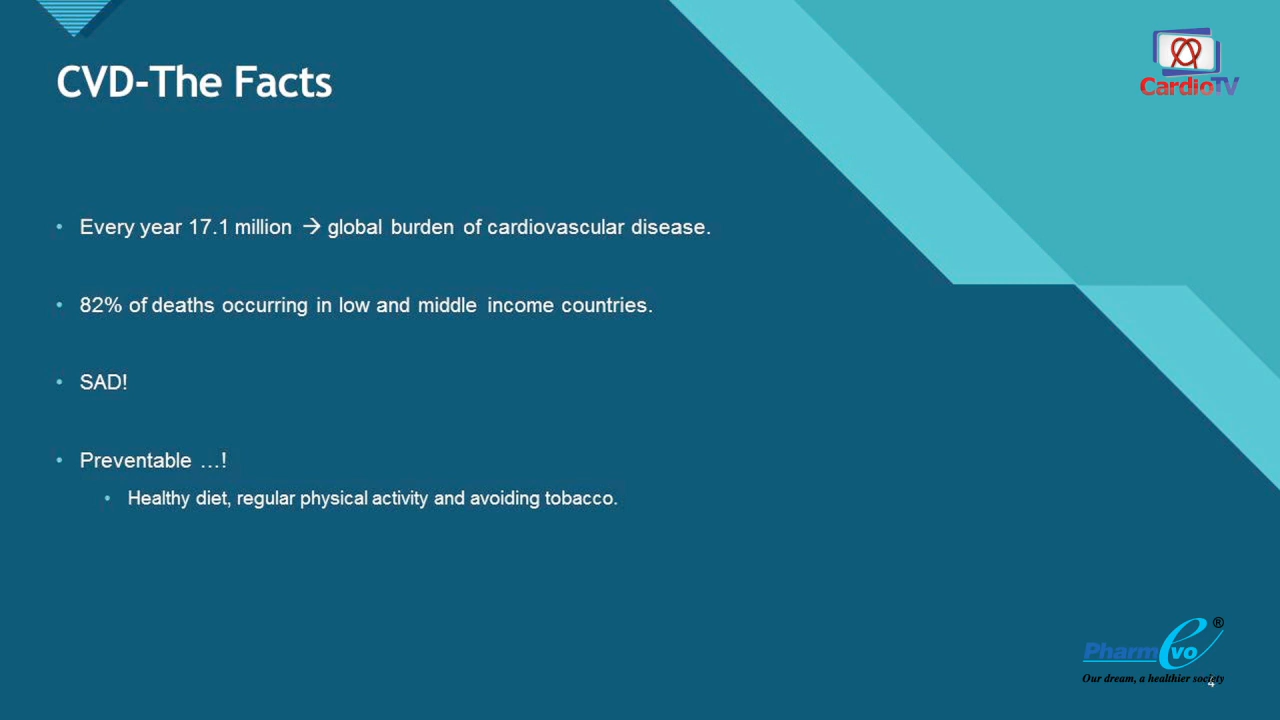 CardioTV
CVD-The Facts
• Every year 17.1 million → global burden of cardiovascular disease.
• 82% of deaths occurring in low and middle income countries.
• SAD!
• Preventable …!
• Healthy diet, regular physical activity and avoiding tobacco.
PharmEvo®
Our dream, a healthier society
4